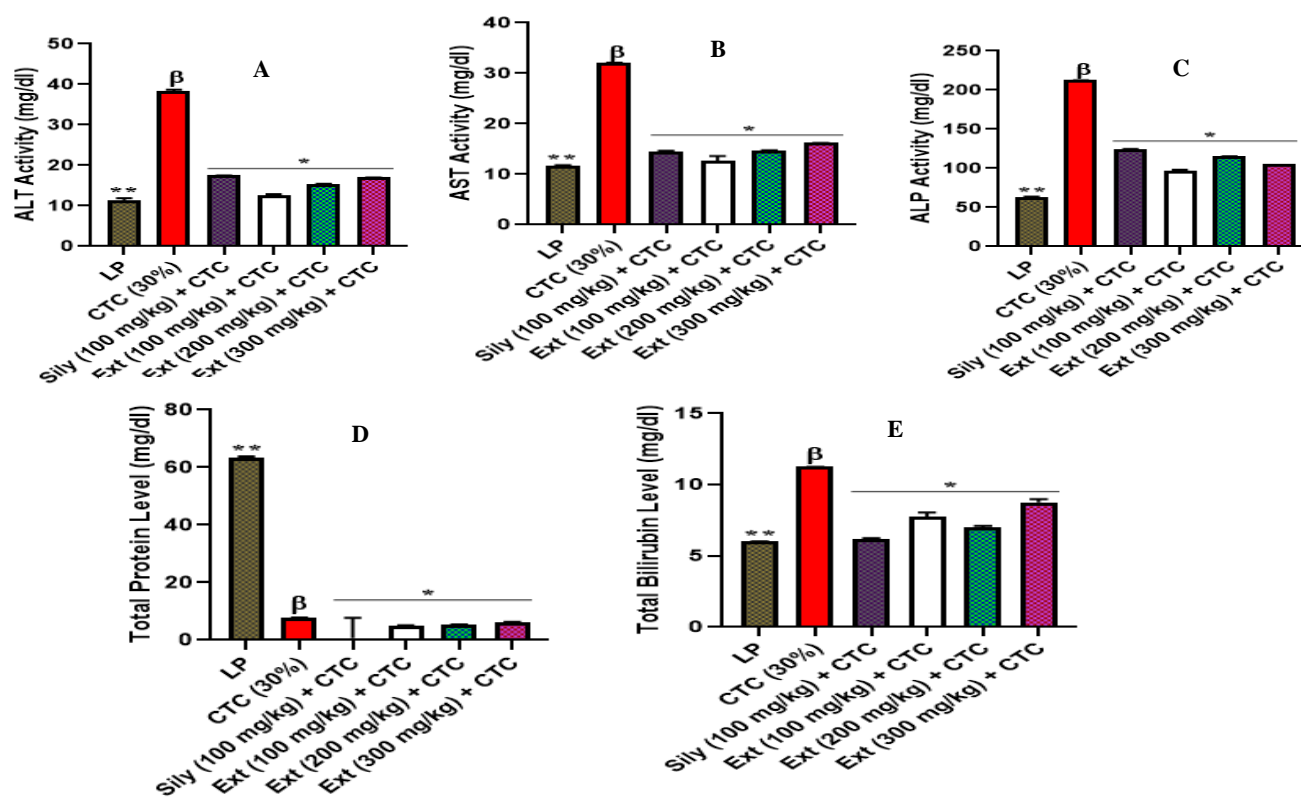 A
ALT Activity (mg/dl)
50
40
30
20
10
0
**
β
*
LP
CTC (30%)
Sily (100 mg/kg) + CTC
Ext (100 mg/kg) + CTC
Ext (200 mg/kg) + CTC
Ext (300 mg/kg) + CTC
B
AST Activity (mg/dl)
40
30
20
10
0
**
β
*
LP
CTC (30%)
Sily (100 mg/kg) + CTC
Ext (100 mg/kg) + CTC
Ext (200 mg/kg) + CTC
Ext (300 mg/kg) + CTC
C
ALP Activity (mg/dl)
250
200
150
100
50
0
**
β
*
LP
CTC (30%)
Sily (100 mg/kg) + CTC
Ext (100 mg/kg) + CTC
Ext (200 mg/kg) + CTC
Ext (300 mg/kg) + CTC
D
Total Protein Level (mg/dl)
80
60
40
20
0
**
β
*
LP
CTC (30%)
Sily (100 mg/kg) + CTC
Ext (100 mg/kg) + CTC
Ext (200 mg/kg) + CTC
Ext (300 mg/kg) + CTC
E
Total Bilirubin Level (mg/dl)
15
10
5
0
**
β
*
LP
CTC (30%)
Sily (100 mg/kg) + CTC
Ext (100 mg/kg) + CTC
Ext (200 mg/kg) + CTC
Ext (300 mg/kg) + CTC